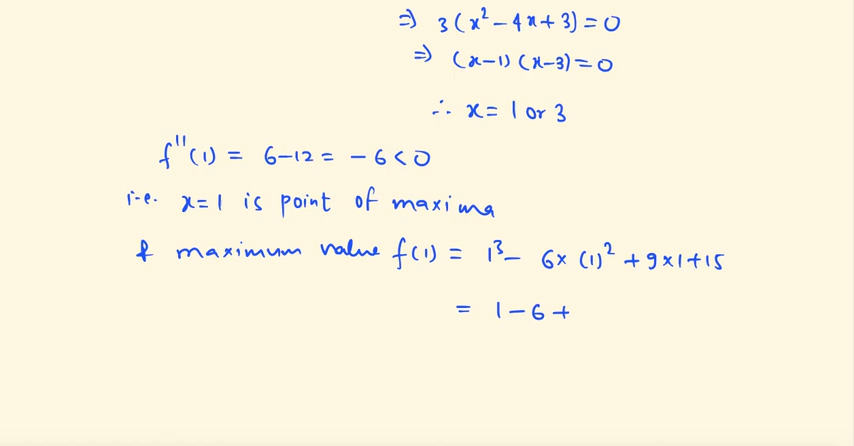 ⇒ 3(x² − 4x + 3) = 0
⇒ (x−1) (x−3) = 0
∴ x = 1 or 3
f''(1) = 6−12 = −6 < 0
i.e. x=1 is point of maxima
& maximum value f(1) = 1³ − 6×(1)² + 9×1+15
= 1 − 6 +